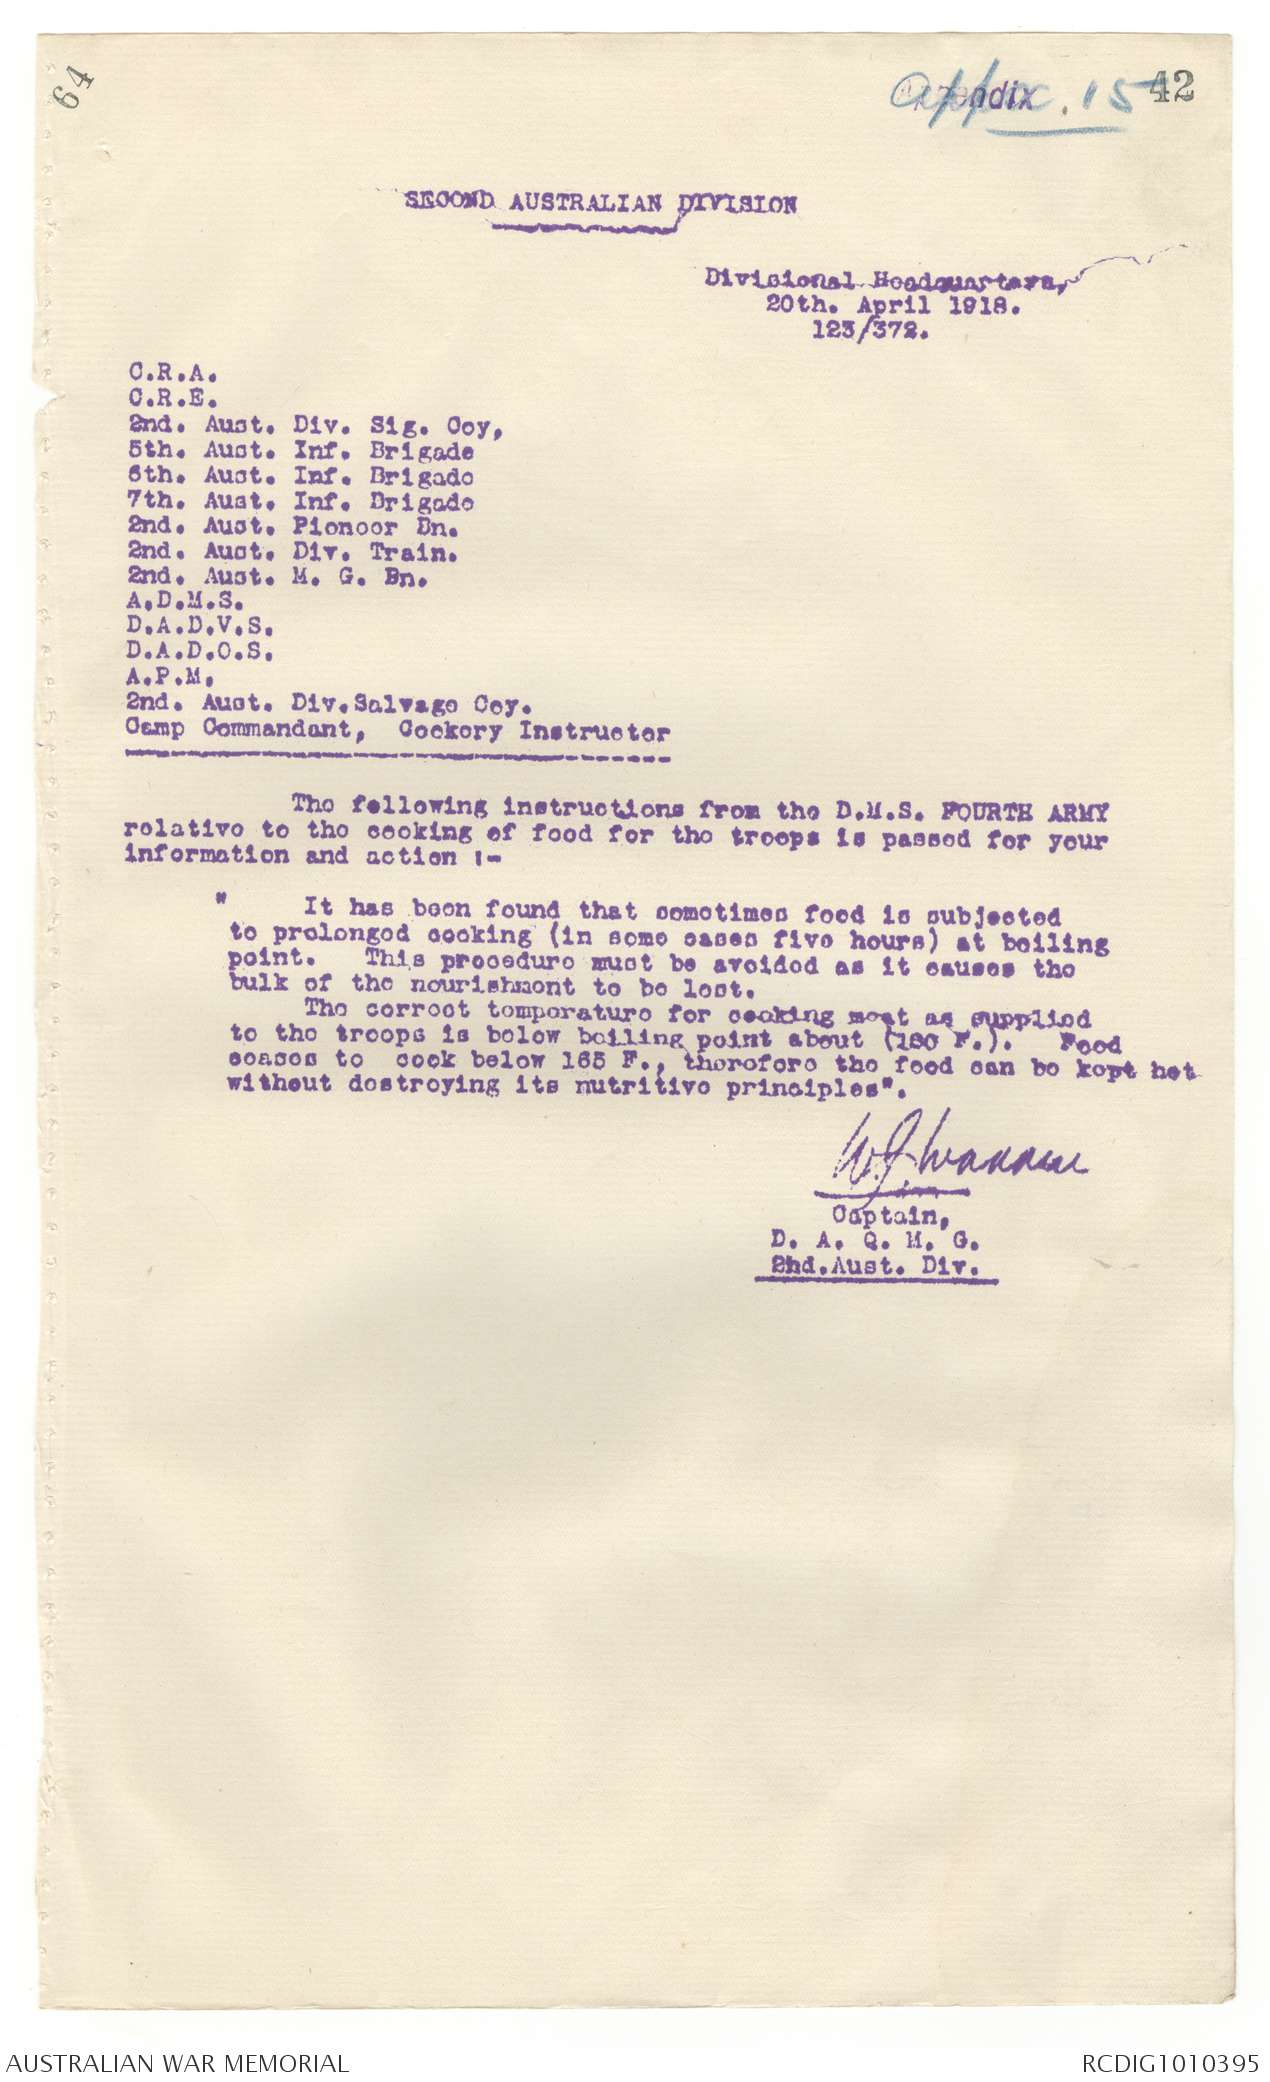 64
Appendix
Appx. 15
42
SECOND AUSTRALIAN DIVISION
Divisional Headquarters,
20th. April 1918.
123/372.
C.R.A.
C.R.E.
2nd. Aust. Div. Sig. Coy,
5th. Aust. Inf. Brigade
6th. Aust. Inf. Brigade
7th. Aust. Inf. Brigade
2nd. Aust. Pioneer Bn.
2nd. Aust. Div. Train.
2nd. Aust. M. G. Bn.
A.D.M.S.
D.A.D.V.S.
D.A.D.O.S.
A.P.M.
2nd. Aust. Div.Salvage Coy.
Camp Commandant, Cookery Instructor
The following instructions from the D.M.S. FOURTH ARMY
relative to the cooking of food for the troops is passed for your
information and action :-
" It has been found that sometimes food is subjected
to prolonged cooking (in some cases five hours) at boiling
point. This procedure must be avoided as it causes the
bulk of the nourishment to be lost.
The correct temperature for cooking meat as supplied
to the troops is below boiling point about (180 F.). Food
ceases to cook below 165 F., therefore the food can be kept hot
without destroying its nutritive principles".
Captain,
D. A. Q. M. G.
2nd.Aust. Div.
AUSTRALIAN WAR MEMORIAL
RCDIG1010395